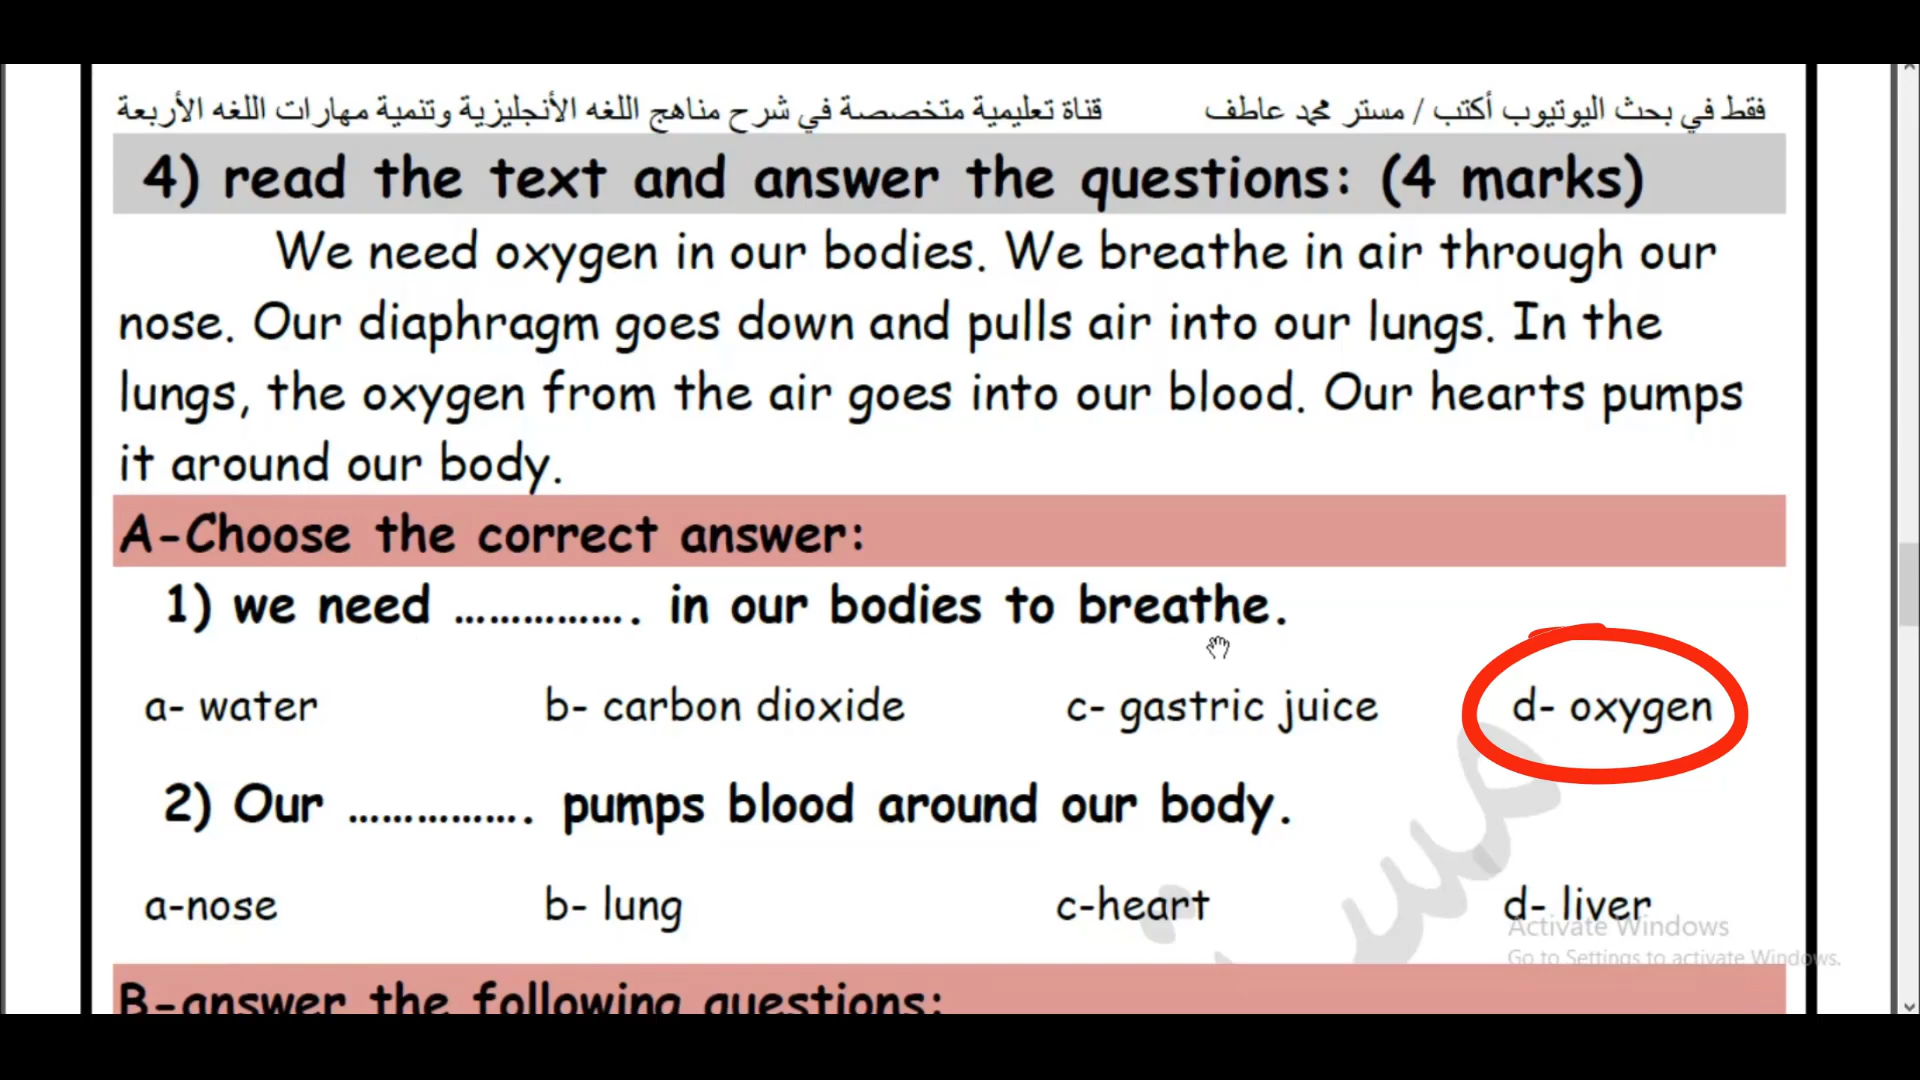 فقط في بحث اليوتيوب أكتب / مستر محمد عاطف قناة تعليمية متخصصة في شرح مناهج اللغه الأنجليزية وتنمية مهارات اللغه الأربعة
4) read the text and answer the questions: (4 marks)
We need oxygen in our bodies. We breathe in air through our
nose. Our diaphragm goes down and pulls air into our lungs. In the
lungs, the oxygen from the air goes into our blood. Our hearts pumps
it around our body.
A-Choose the correct answer:
1) we need ................ in our bodies to breathe.
a- water b- carbon dioxide c- gastric juice d- oxygen
2) Our ................ pumps blood around our body.
a-nose b- lung c-heart d- liver
Activate Windows
Go to Settings to activate Windows.
B-answer the following questions: